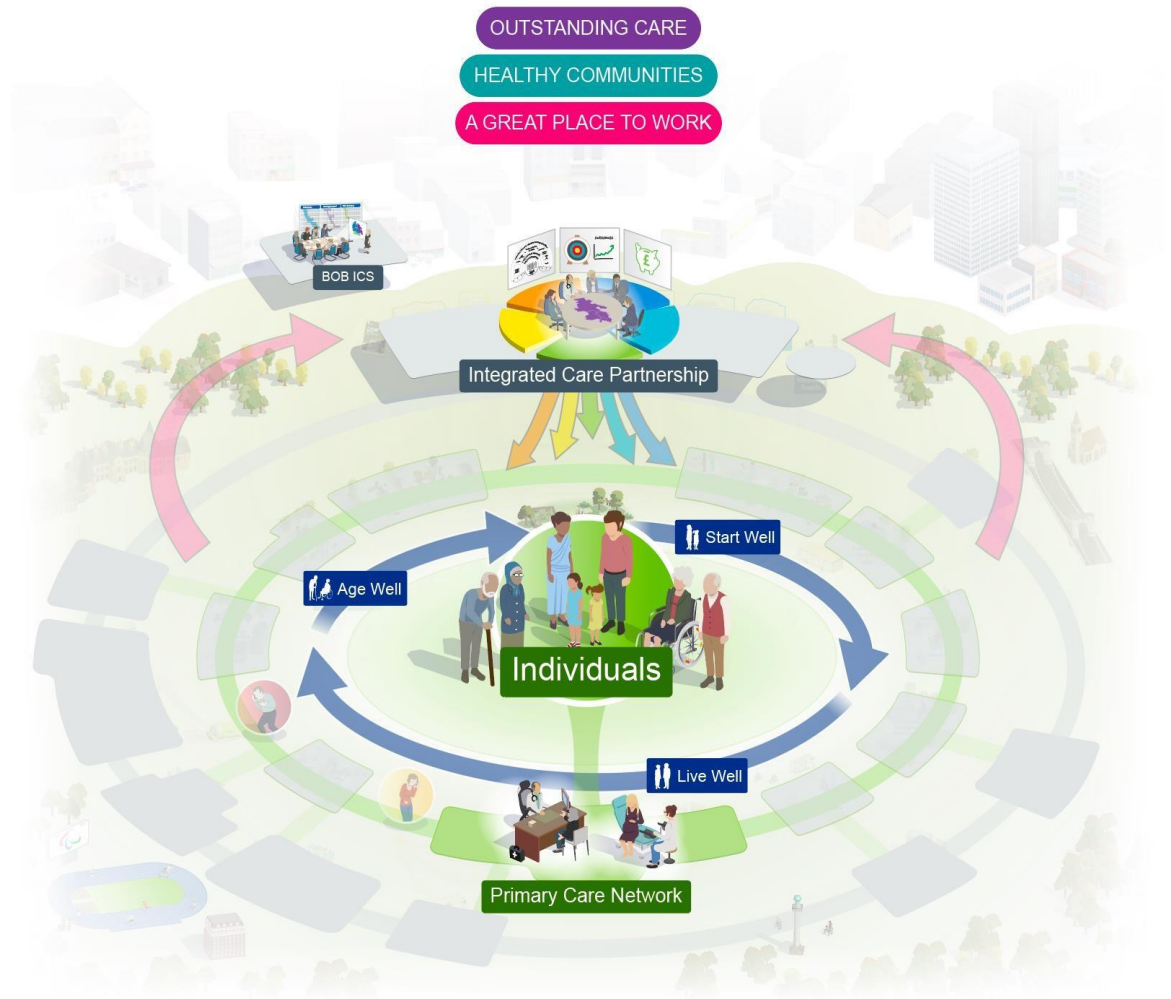 OUTSTANDING CARE
HEALTHY COMMUNITIES
A GREAT PLACE TO WORK
BOB ICS
Integrated Care Partnership
Start Well
Age Well
Individuals
Live Well
Primary Care Network